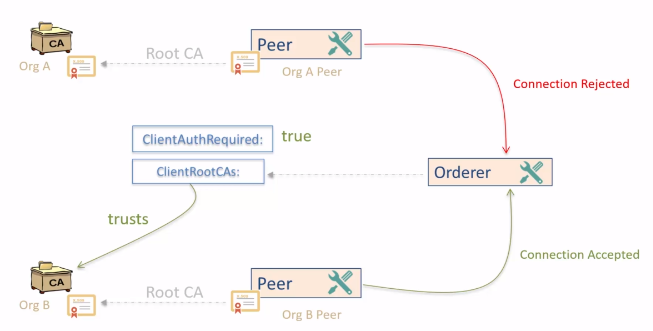 CA
Org A
Root CA
Peer
Org A Peer
Connection Rejected
ClientAuthRequired:
true
ClientRootCAs:
Orderer
trusts
Connection Accepted
CA
Org B
Root CA
Peer
Org B Peer